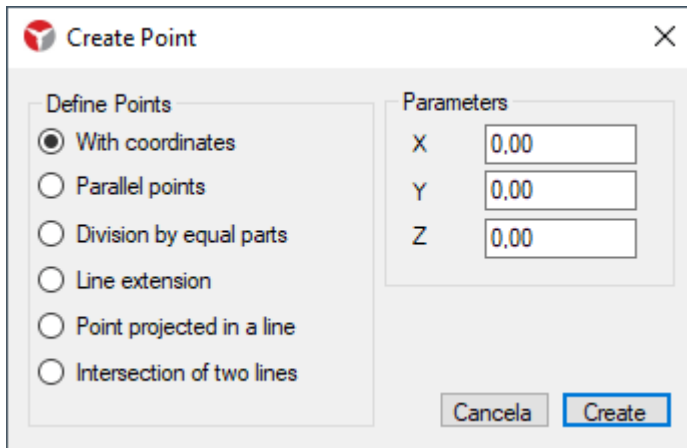 Create Point
Define Points
With coordinates
Parallel points
Division by equal parts
Line extension
Point projected in a line
Intersection of two lines
Parameters
X 0,00
Y 0,00
Z 0,00
Cancela Create